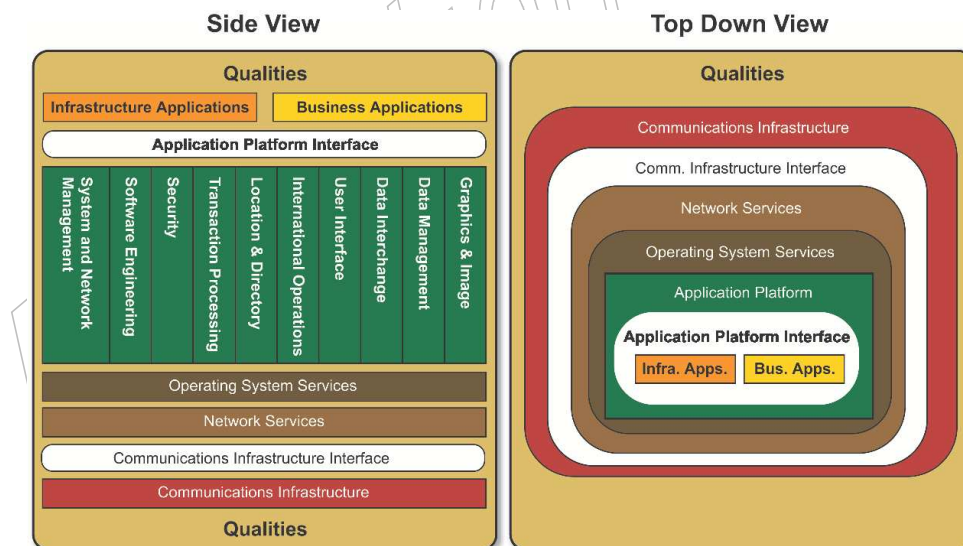 Side View
Qualities
Infrastructure Applications
Business Applications
Application Platform Interface
System and Network
Management
Software Engineering
Security
Transaction Processing
Location & Directory
International Operations
User Interface
Data Interchange
Data Management
Graphics & Image
Operating System Services
Network Services
Communications Infrastructure Interface
Communications Infrastructure
Qualities
Top Down View
Qualities
Communications Infrastructure
Comm. Infrastructure Interface
Network Services
Operating System Services
Application Platform
Application Platform Interface
Infra. Apps.
Bus. Apps.